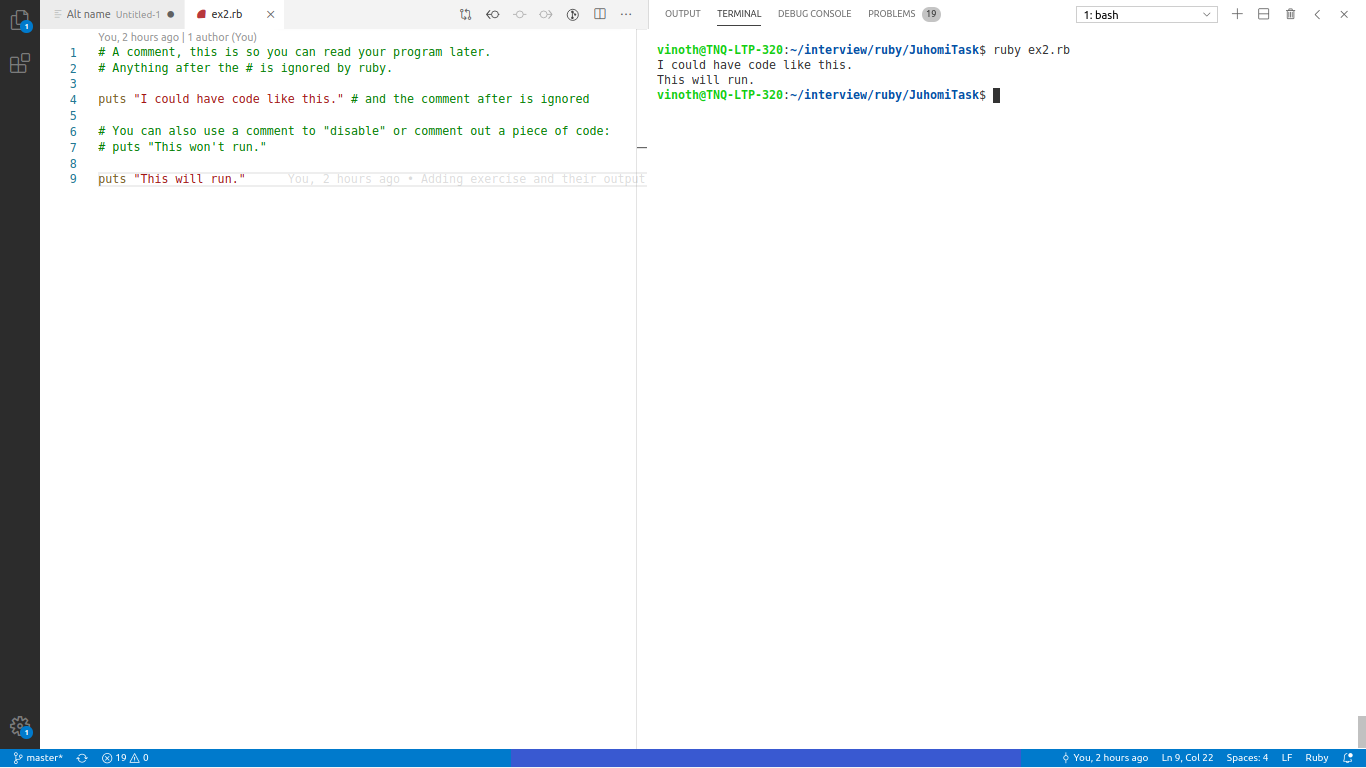 Alt name Untitled-1 ● ex2.rb
OUTPUT TERMINAL DEBUG CONSOLE PROBLEMS 19 1: bash
You, 2 hours ago | 1 author (You)
1 # A comment, this is so you can read your program later.
2 # Anything after the # is ignored by ruby.
3
4 puts "I could have code like this." # and the comment after is ignored
5
6 # You can also use a comment to "disable" or comment out a piece of code:
7 # puts "This won't run."
8
9 puts "This will run." You, 2 hours ago • Adding exercise and their output
vinoth@TNQ-LTP-320:~/interview/ruby/JuhomiTask$ ruby ex2.rb
I could have code like this.
This will run.
vinoth@TNQ-LTP-320:~/interview/ruby/JuhomiTask$
1
1
master* 19 0 You, 2 hours ago Ln 9, Col 22 Spaces: 4 LF Ruby